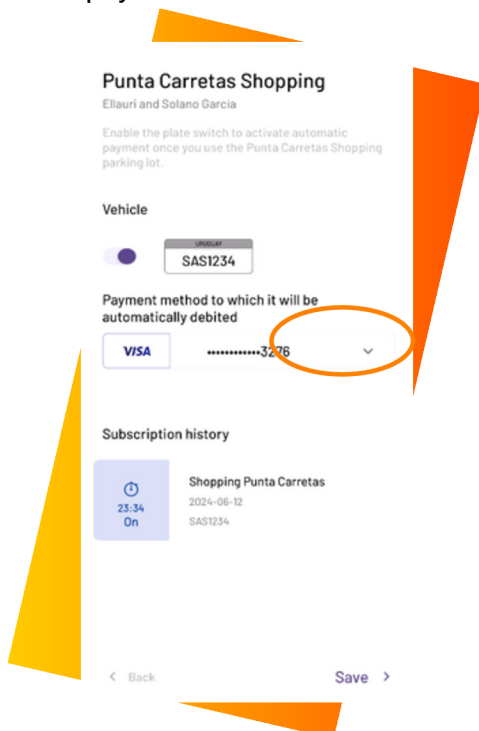 Punta Carretas Shopping
Ellauri and Solano Garcia
Enable the plate switch to activate automatic
payment once you use the Punta Carretas Shopping
parking lot.
Vehicle
URUGUAY
SAS1234
Payment method to which it will be
automatically debited
VISA ••••••••••••3276
Subscription history
Shopping Punta Carretas
23:34 2024-06-12
On SAS1234
< Back Save >